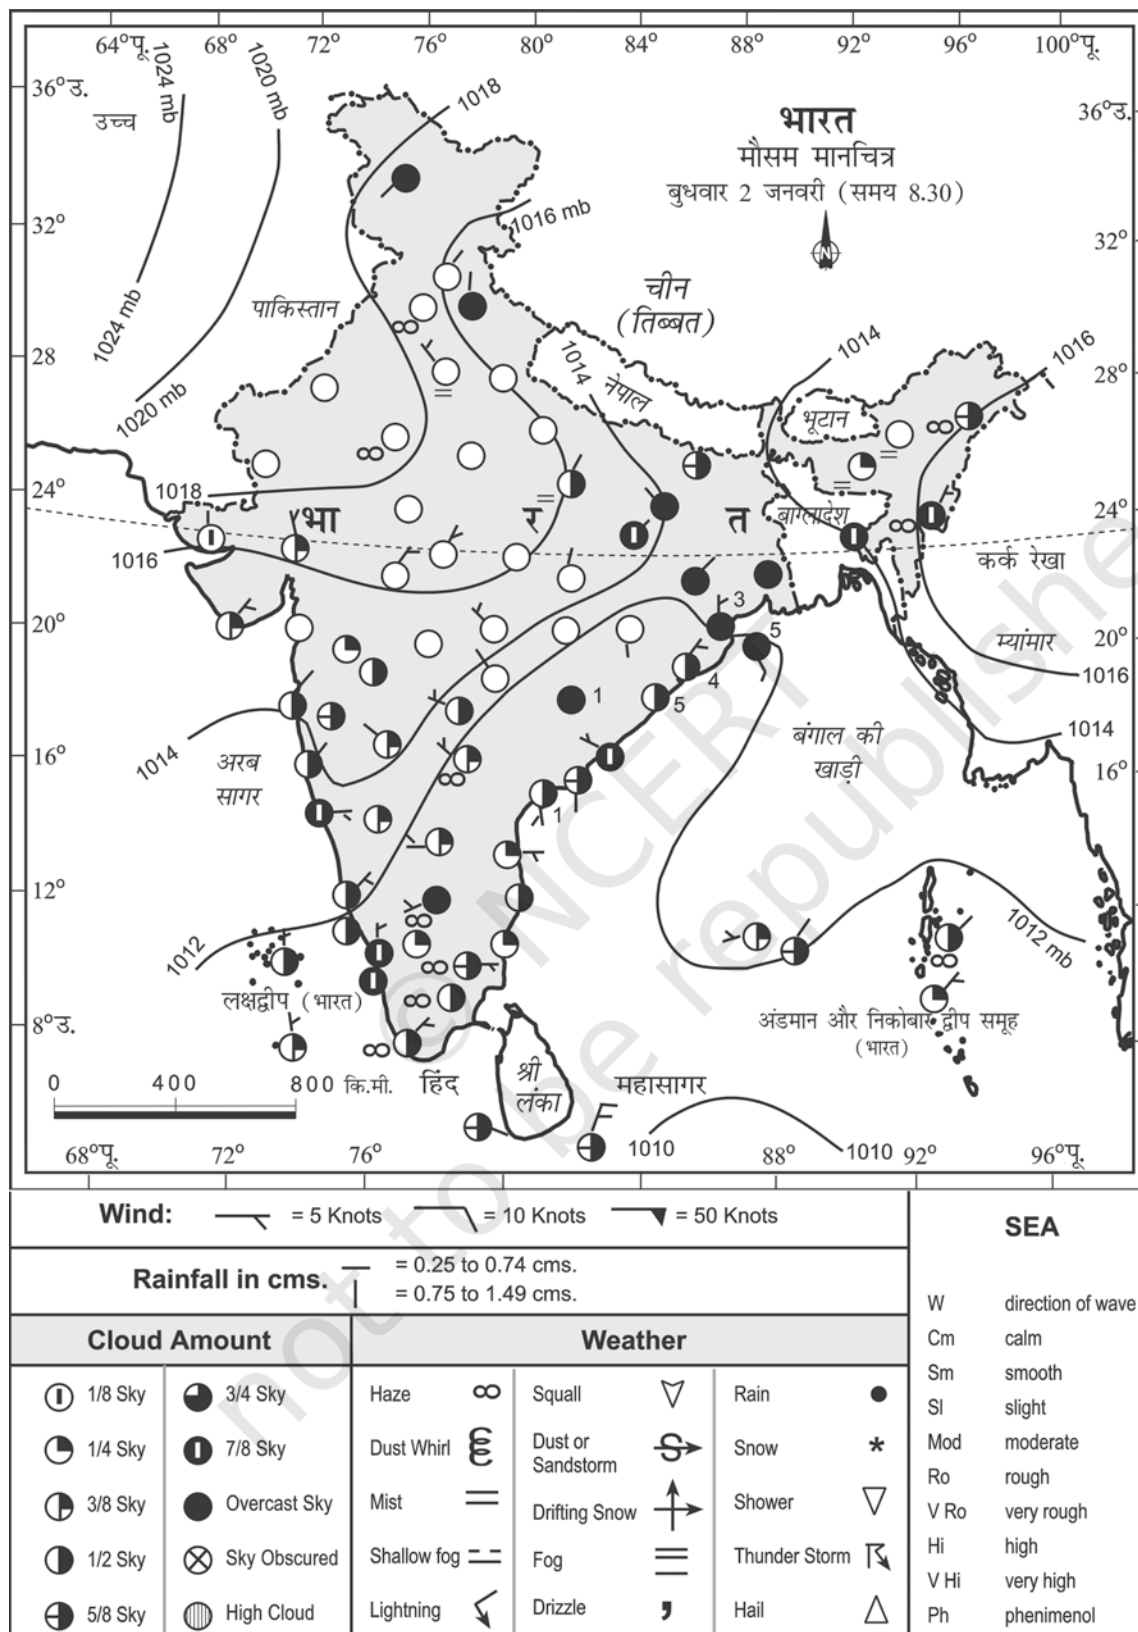 64°पू. 68° 72° 76° 80° 84° 88° 92° 96° 100°पू.
1024 mb
1020 mb
36°उ.
1018
36°उ.
उच्च
भारत
मौसम मानचित्र
बुधवार 2 जनवरी (समय 8.30)
32°
1016 mb
32°
N
चीन
(तिब्बत)
पाकिस्तान
1024 mb
28°
1014
1014
1016
28°
नेपाल
भूटान
1020 mb
24°
1018
24°
भा र त
बांग्लादेश
1016
कर्क रेखा
20°
3
5
20°
म्यांमार
4
1016
1
5
1014
1014
बंगाल की
खाड़ी
16°
अरब
सागर
16°
1
12°
12°
1012
1012 mb
लक्षद्वीप (भारत)
8°उ.
अंडमान और निकोबार द्वीप समूह
(भारत)
8°
0 400 800 कि.मी.
हिंद
श्री
लंका
महासागर
1010
1010
68°पू. 72° 76° 88° 92° 96°पू.
© NCERT
not to be republished
Wind: = 5 Knots = 10 Knots = 50 Knots
Rainfall in cms. = 0.25 to 0.74 cms.
= 0.75 to 1.49 cms.
Cloud Amount
1/8 Sky 3/4 Sky
1/4 Sky 7/8 Sky
3/8 Sky Overcast Sky
1/2 Sky Sky Obscured
5/8 Sky High Cloud
Weather
Haze Squall Rain
Dust Whirl Dust or
Sandstorm Snow
Mist Drifting Snow Shower
Shallow fog Fog Thunder Storm
Lightning Drizzle Hail
SEA
W direction of wave
Cm calm
Sm smooth
Sl slight
Mod moderate
Ro rough
V Ro very rough
Hi high
V Hi very high
Ph phenimenol